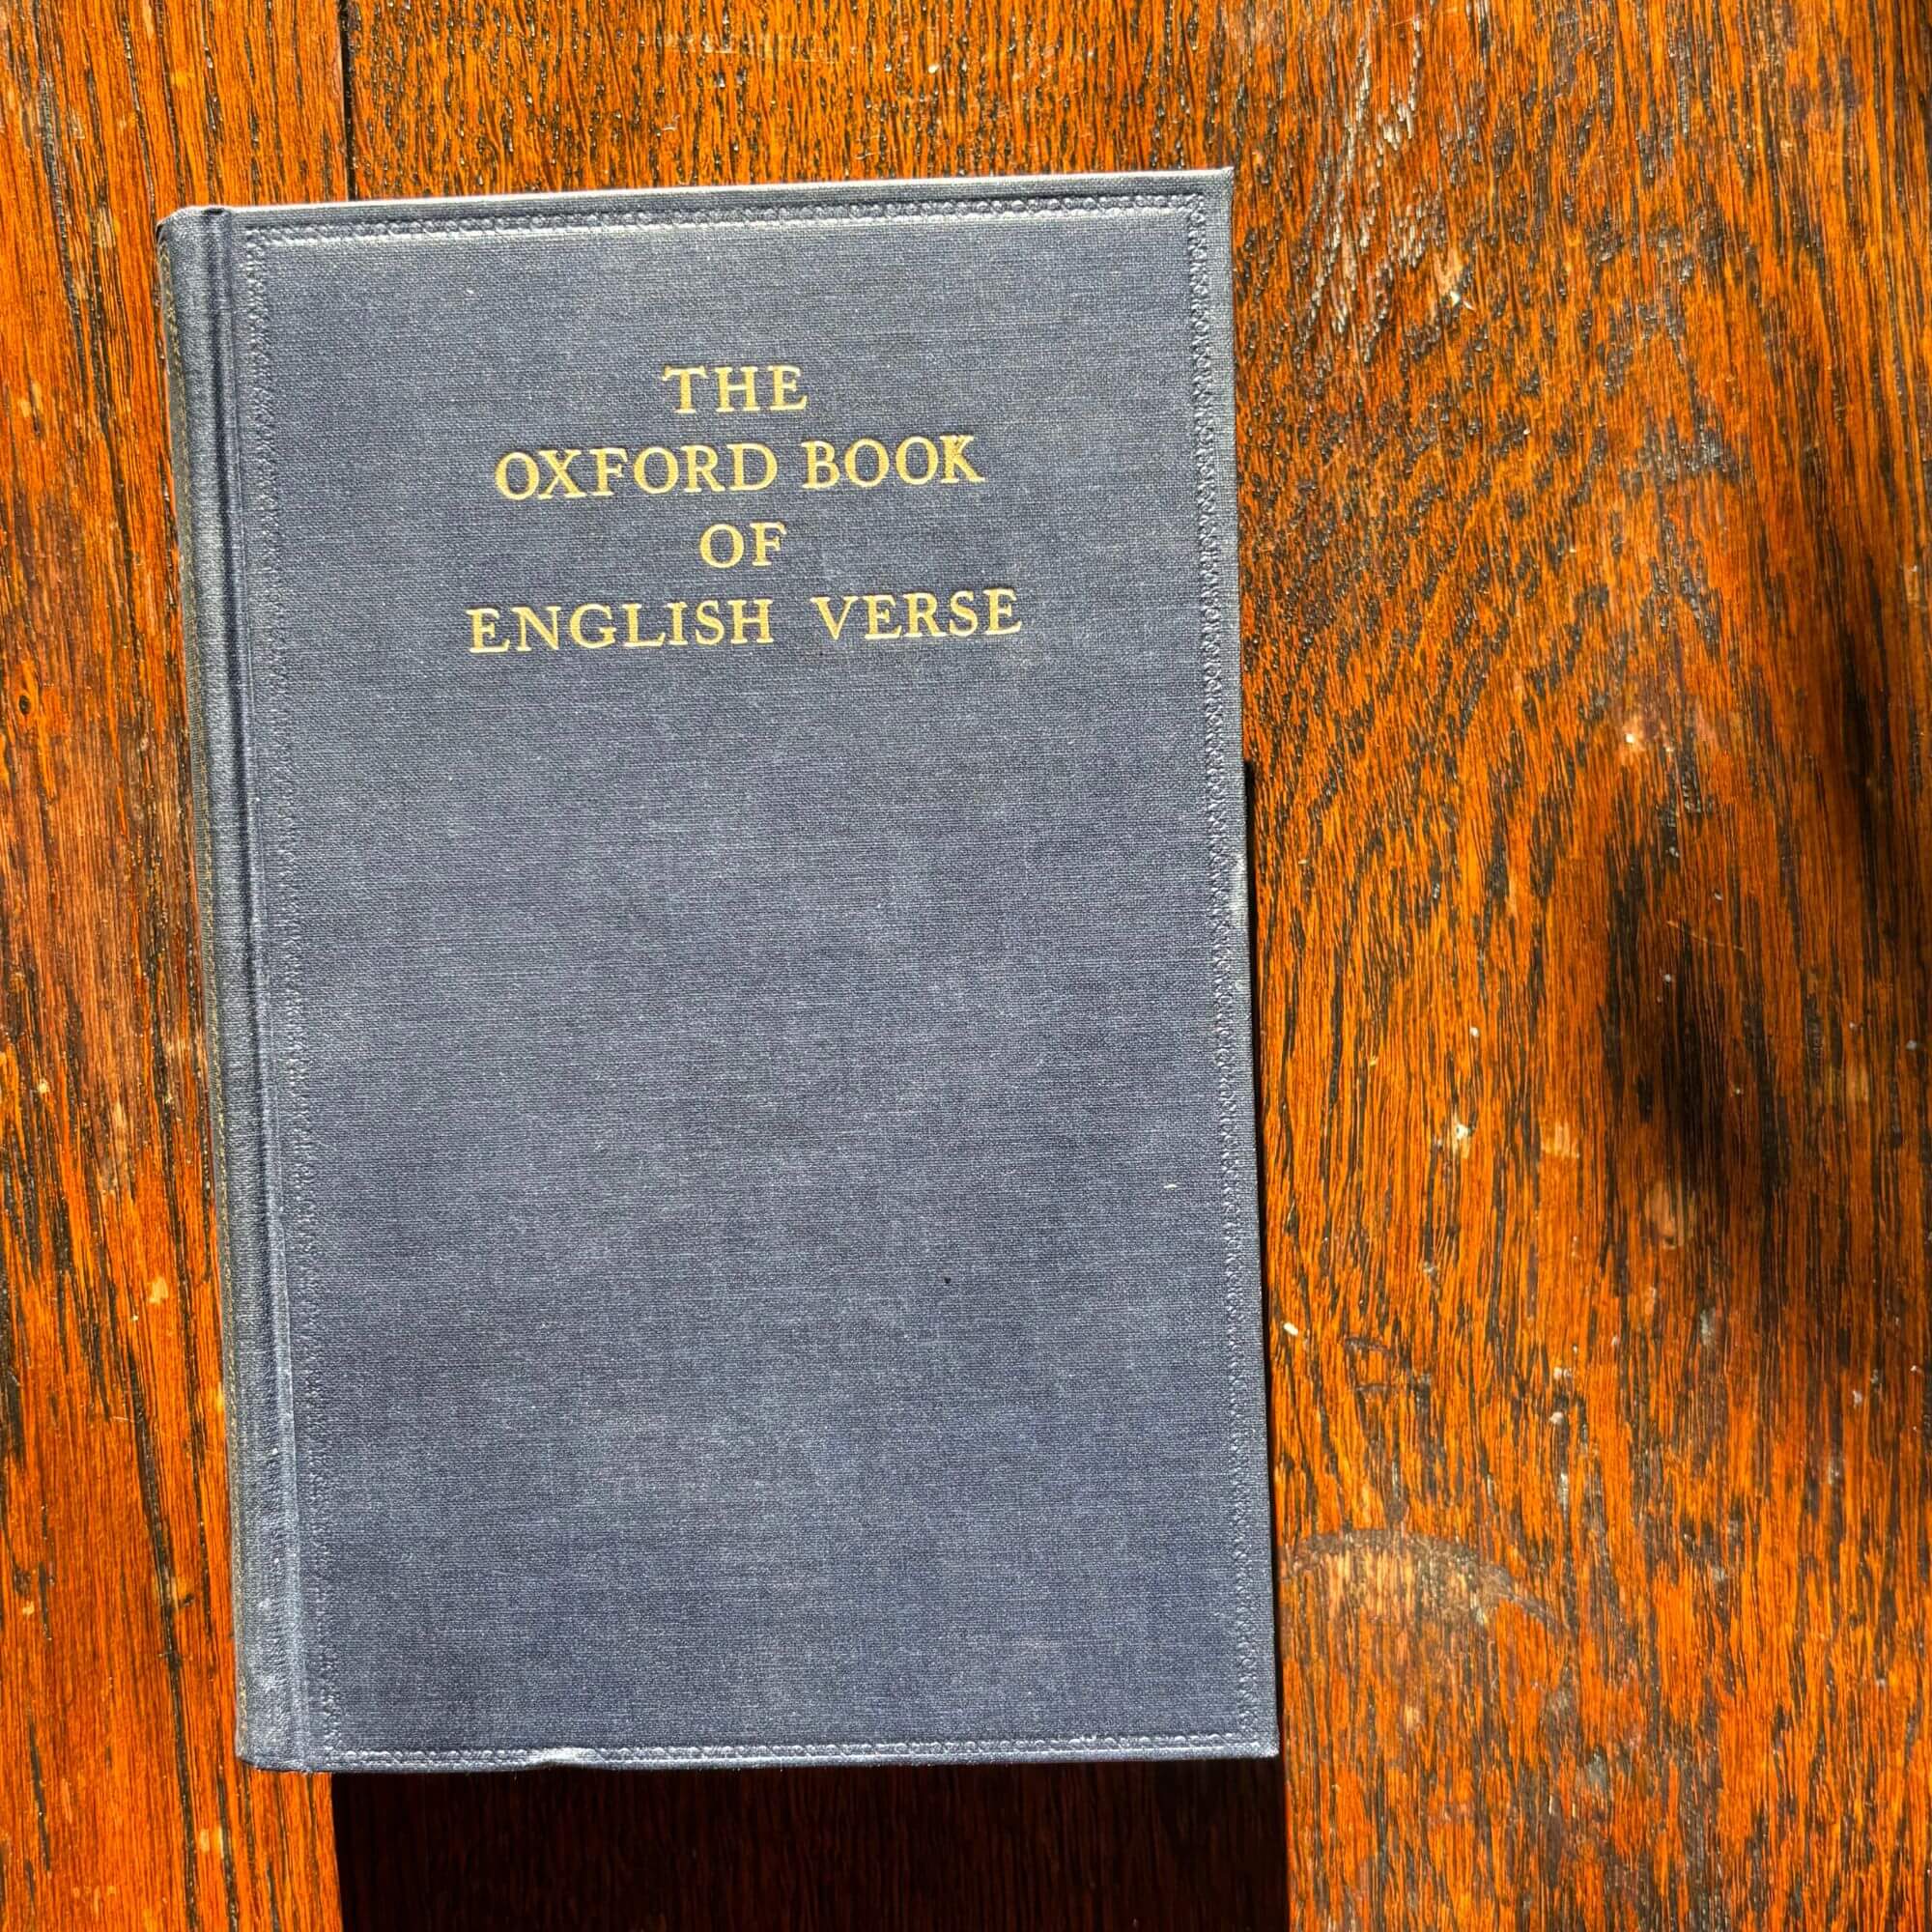 THE
OXFORD BOOK
OF
ENGLISH VERSE